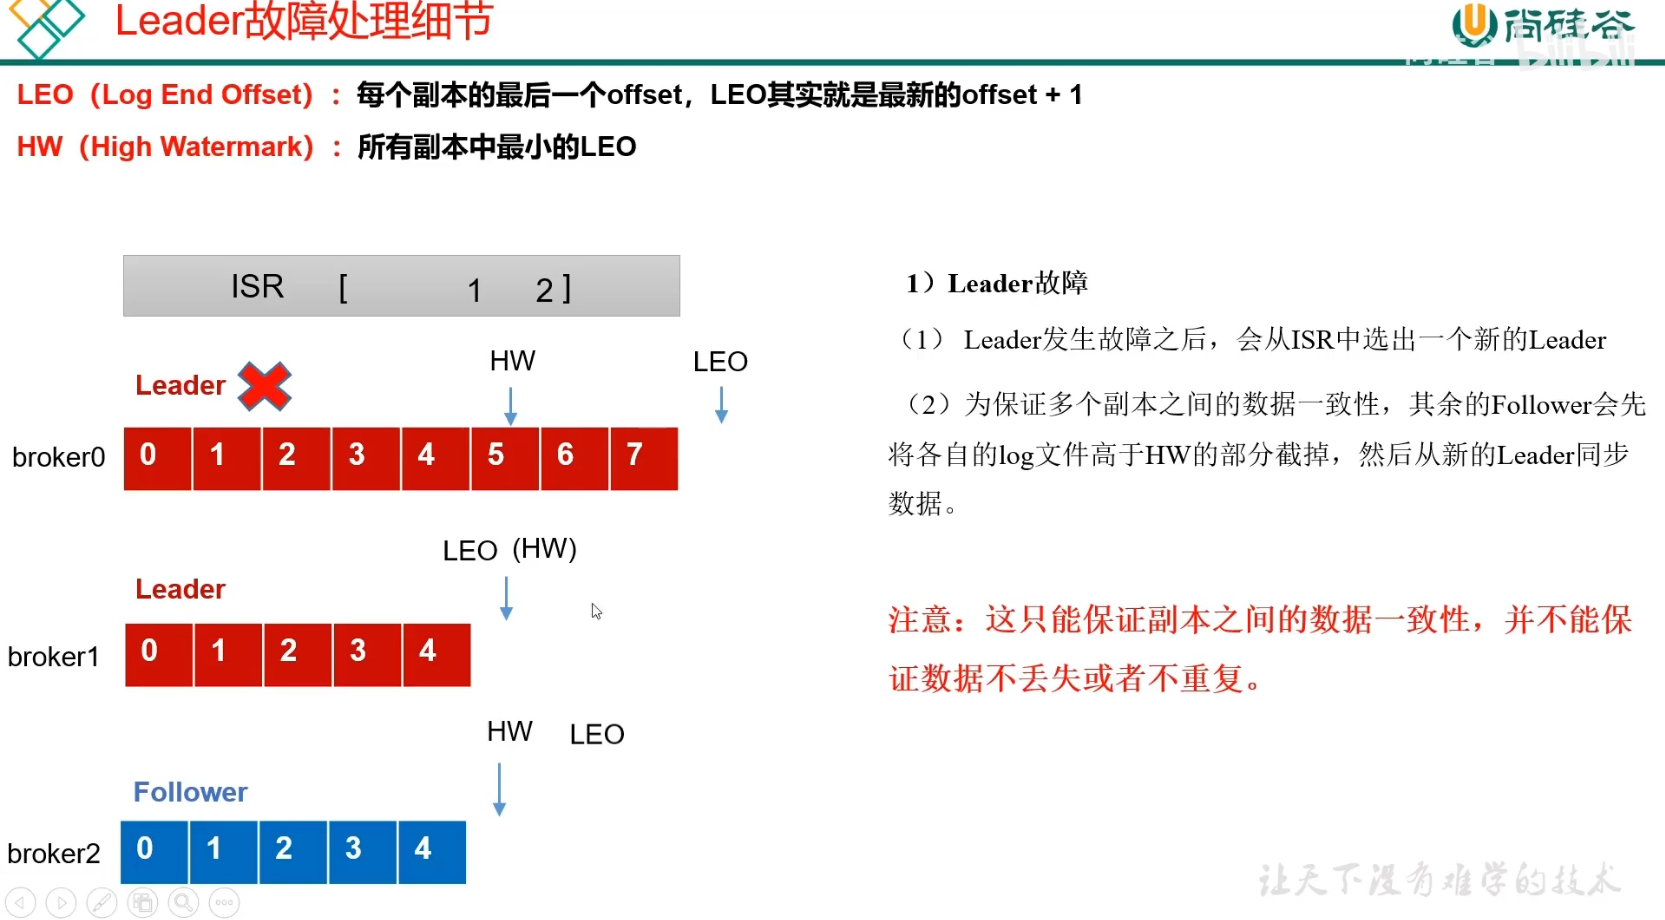 Leader故障处理细节
尚硅谷
bilibili
LEO（Log End Offset）：每个副本的最后一个offset，LEO其实就是最新的offset + 1
HW（High Watermark）：所有副本中最小的LEO
ISR [ 1 2 ]
HW LEO
Leader
broker0 0 1 2 3 4 5 6 7
LEO (HW)
Leader
broker1 0 1 2 3 4
HW LEO
Follower
broker2 0 1 2 3 4
1）Leader故障
（1） Leader发生故障之后，会从ISR中选出一个新的Leader
（2）为保证多个副本之间的数据一致性，其余的Follower会先
将各自的log文件高于HW的部分截掉，然后从新的Leader同步
数据。
注意：这只能保证副本之间的数据一致性，并不能保
证数据不丢失或者不重复。
让天下没有难学的技术